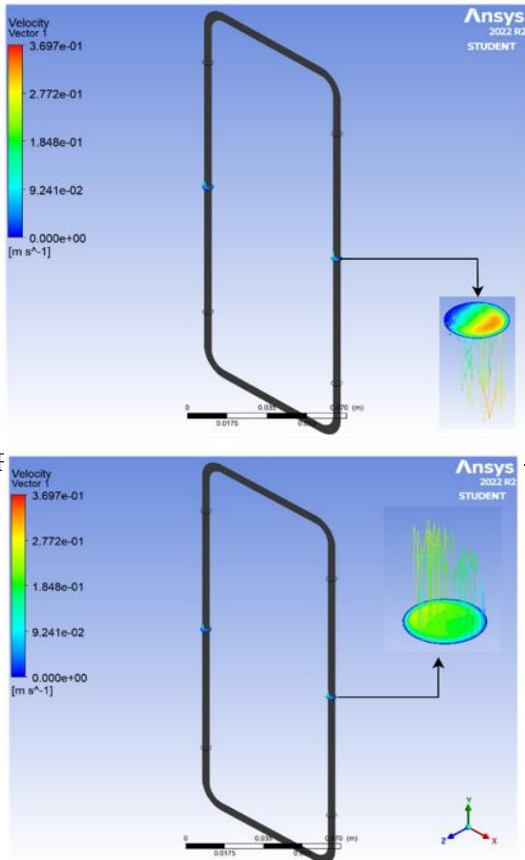 Velocity
Vector 1
3.697e-01
2.772e-01
1.848e-01
9.241e-02
0.000e+00
[m s^-1]
Ansys
2022 R2
STUDENT
0
0.035
0.070 (m)
0.0175
Velocity
Vector 1
3.697e-01
2.772e-01
1.848e-01
9.241e-02
0.000e+00
[m s^-1]
Ansys
2022 R2
STUDENT
0
0.035
0.070 (m)
0.0175
Y
Z
X